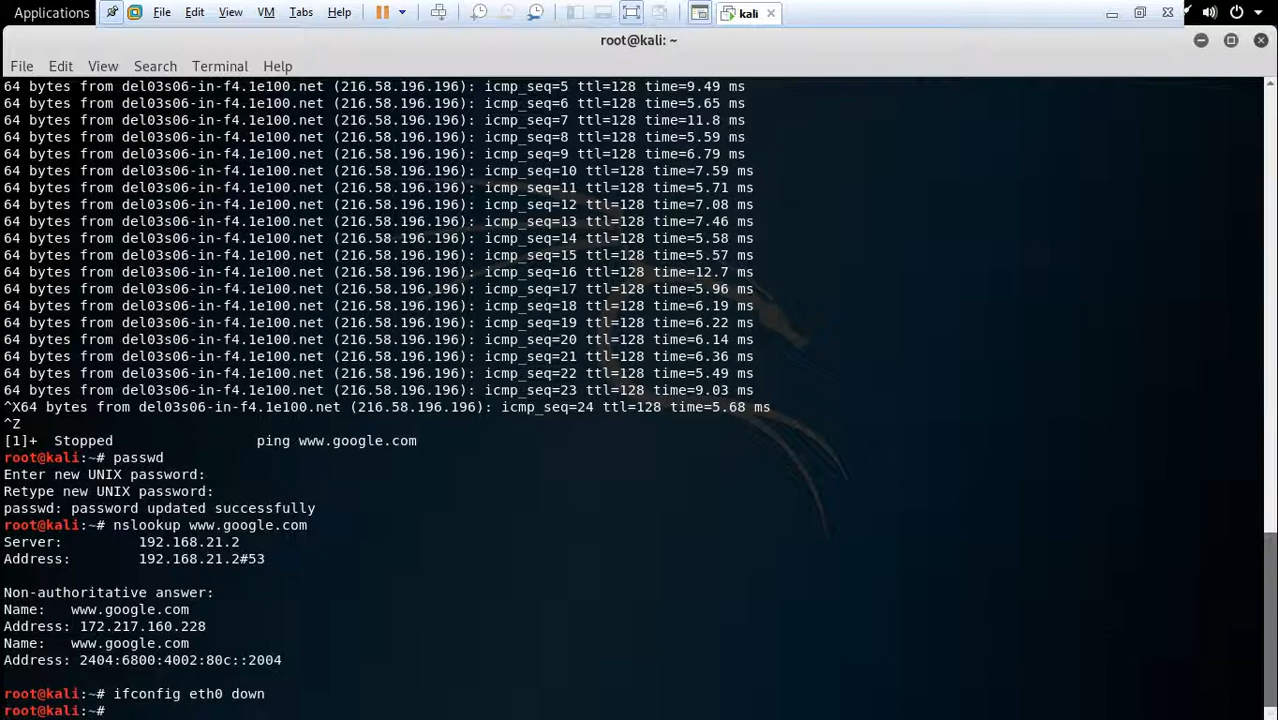 Applications File Edit View VM Tabs Help kali
root@kali: ~
File Edit View Search Terminal Help
64 bytes from del03s06-in-f4.1e100.net (216.58.196.196): icmp_seq=5 ttl=128 time=9.49 ms
64 bytes from del03s06-in-f4.1e100.net (216.58.196.196): icmp_seq=6 ttl=128 time=5.65 ms
64 bytes from del03s06-in-f4.1e100.net (216.58.196.196): icmp_seq=7 ttl=128 time=11.8 ms
64 bytes from del03s06-in-f4.1e100.net (216.58.196.196): icmp_seq=8 ttl=128 time=5.59 ms
64 bytes from del03s06-in-f4.1e100.net (216.58.196.196): icmp_seq=9 ttl=128 time=6.79 ms
64 bytes from del03s06-in-f4.1e100.net (216.58.196.196): icmp_seq=10 ttl=128 time=7.59 ms
64 bytes from del03s06-in-f4.1e100.net (216.58.196.196): icmp_seq=11 ttl=128 time=5.71 ms
64 bytes from del03s06-in-f4.1e100.net (216.58.196.196): icmp_seq=12 ttl=128 time=7.08 ms
64 bytes from del03s06-in-f4.1e100.net (216.58.196.196): icmp_seq=13 ttl=128 time=7.46 ms
64 bytes from del03s06-in-f4.1e100.net (216.58.196.196): icmp_seq=14 ttl=128 time=5.58 ms
64 bytes from del03s06-in-f4.1e100.net (216.58.196.196): icmp_seq=15 ttl=128 time=5.57 ms
64 bytes from del03s06-in-f4.1e100.net (216.58.196.196): icmp_seq=16 ttl=128 time=12.7 ms
64 bytes from del03s06-in-f4.1e100.net (216.58.196.196): icmp_seq=17 ttl=128 time=5.96 ms
64 bytes from del03s06-in-f4.1e100.net (216.58.196.196): icmp_seq=18 ttl=128 time=6.19 ms
64 bytes from del03s06-in-f4.1e100.net (216.58.196.196): icmp_seq=19 ttl=128 time=6.22 ms
64 bytes from del03s06-in-f4.1e100.net (216.58.196.196): icmp_seq=20 ttl=128 time=6.14 ms
64 bytes from del03s06-in-f4.1e100.net (216.58.196.196): icmp_seq=21 ttl=128 time=6.36 ms
64 bytes from del03s06-in-f4.1e100.net (216.58.196.196): icmp_seq=22 ttl=128 time=5.49 ms
64 bytes from del03s06-in-f4.1e100.net (216.58.196.196): icmp_seq=23 ttl=128 time=9.03 ms
^X64 bytes from del03s06-in-f4.1e100.net (216.58.196.196): icmp_seq=24 ttl=128 time=5.68 ms
^Z
[1]+  Stopped                 ping www.google.com
root@kali:~# passwd
Enter new UNIX password:
Retype new UNIX password:
passwd: password updated successfully
root@kali:~# nslookup www.google.com
Server:         192.168.21.2
Address:        192.168.21.2#53
Non-authoritative answer:
Name:   www.google.com
Address: 172.217.160.228
Name:   www.google.com
Address: 2404:6800:4002:80c::2004
root@kali:~# ifconfig eth0 down
root@kali:~#